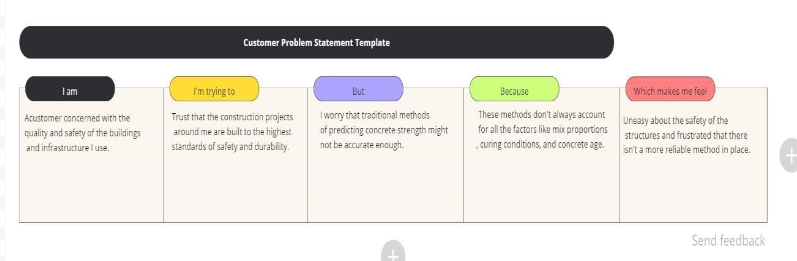 Customer Problem Statement Template
I am
I'm trying to
But
Because
Which makes me feel
Acustomer concerned with the
quality and safety of the buildings
and infrastructure I use.
Trust that the construction projects
around me are built to the highest
standards of safety and durability.
I worry that traditional methods
of predicting concrete strength might
not be accurate enough.
These methods don't always account
for all the factors like mix proportions
, curing conditions, and concrete age.
Uneasy about the safety of the
structures and frustrated that there
isn't a more reliable method in place.
Send feedback